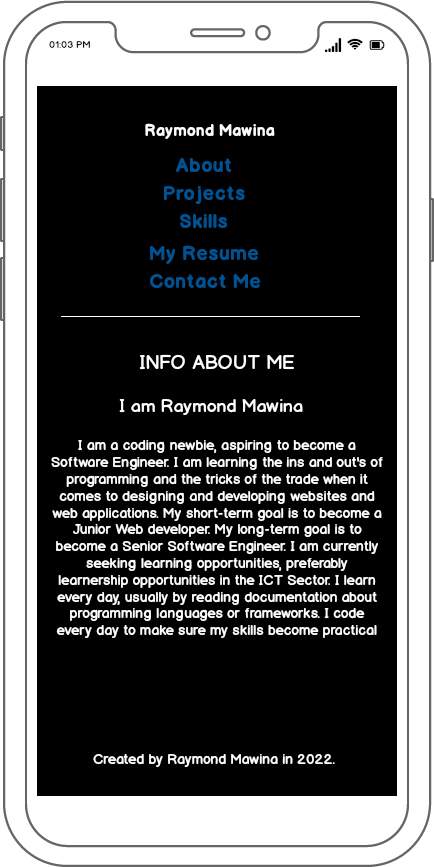 01:03 PM
Raymond Mawina
About
Projects
Skills
My Resume
Contact Me
INFO ABOUT ME
I am Raymond Mawina
I am a coding newbie, aspiring to become a
Software Engineer. I am learning the ins and out's of
programming and the tricks of the trade when it
comes to designing and developing websites and
web applications. My short-term goal is to become a
Junior Web developer. My long-term goal is to
become a Senior Software Engineer. I am currently
seeking learning opportunities, preferably
learnership opportunities in the ICT Sector. I learn
every day, usually by reading documentation about
programming languages or frameworks. I code
every day to make sure my skills become practical
Created by Raymond Mawina in 2022.